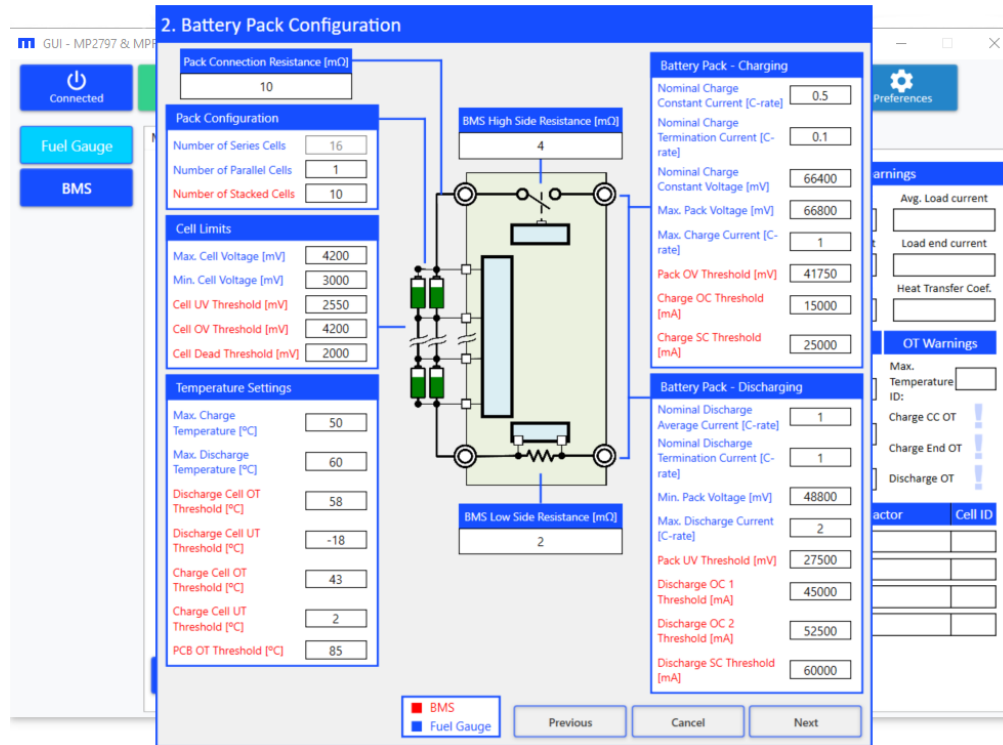 2. Battery Pack Configuration
GUI - MP2797 & MPF
Connected
Preferences
Fuel Gauge
BMS
Pack Connection Resistance [mΩ]
10
Pack Configuration
Number of Series Cells 16
Number of Parallel Cells 1
Number of Stacked Cells 10
Cell Limits
Max. Cell Voltage [mV] 4200
Min. Cell Voltage [mV] 3000
Cell UV Threshold [mV] 2550
Cell OV Threshold [mV] 4200
Cell Dead Threshold [mV] 2000
Temperature Settings
Max. Charge
Temperature [ºC] 50
Max. Discharge
Temperature [ºC] 60
Discharge Cell OT
Threshold [ºC] 58
Discharge Cell UT
Threshold [ºC] -18
Charge Cell OT
Threshold [ºC] 43
Charge Cell UT
Threshold [ºC] 2
PCB OT Threshold [ºC] 85
BMS High Side Resistance [mΩ]
4
BMS Low Side Resistance [mΩ]
2
Battery Pack - Charging
Nominal Charge
Constant Current [C-rate] 0.5
Nominal Charge
Termination Current [C-
rate] 0.1
Nominal Charge
Constant Voltage [mV] 66400
Max. Pack Voltage [mV] 66800
Max. Charge Current [C-
rate] 1
Pack OV Threshold [mV] 41750
Charge OC Threshold
[mA] 15000
Charge SC Threshold
[mA] 25000
Battery Pack - Discharging
Nominal Discharge
Average Current [C-rate] 1
Nominal Discharge
Termination Current [C-
rate] 1
Min. Pack Voltage [mV] 48800
Max. Discharge Current
[C-rate] 2
Pack UV Threshold [mV] 27500
Discharge OC 1
Threshold [mA] 45000
Discharge OC 2
Threshold [mA] 52500
Discharge SC Threshold
[mA] 60000
BMS
Fuel Gauge
Previous
Cancel
Next
arnings
Avg. Load current
Load end current
Heat Transfer Coef.
OT Warnings
Max.
Temperature
ID:
Charge CC OT
Charge End OT
Discharge OT
actor
Cell ID